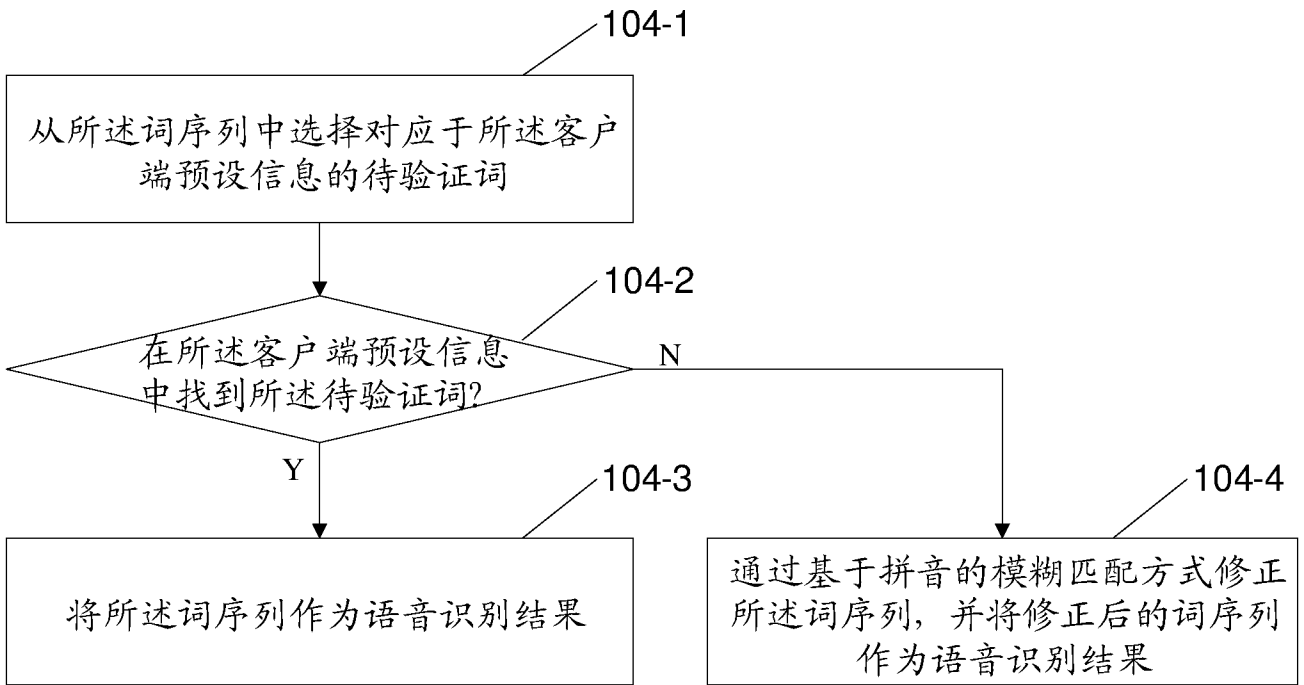 104-1
从所述词序列中选择对应于所述客户
端预设信息的待验证词
104-2
在所述客户端预设信息
中找到所述待验证词?
N
Y
104-3
将所述词序列作为语音识别结果
104-4
通过基于拼音的模糊匹配方式修正
所述词序列，并将修正后的词序列
作为语音识别结果